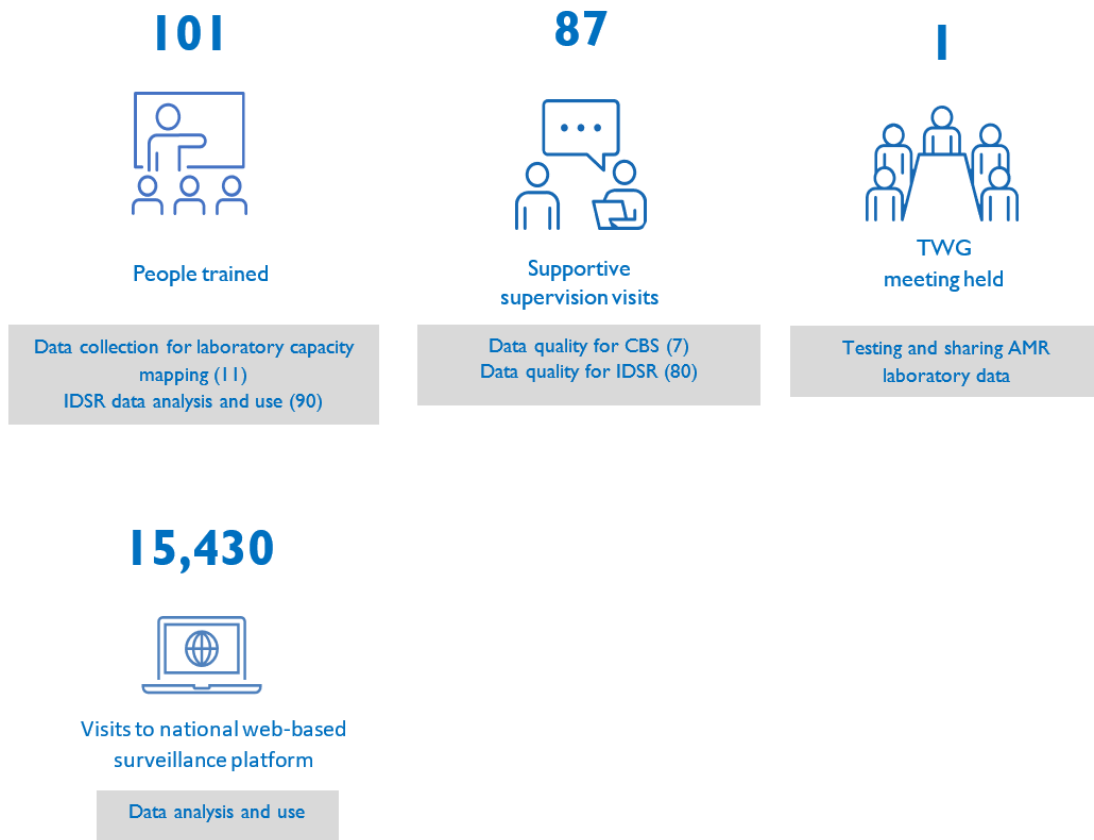 101
People trained
Data collection for laboratory capacity
mapping (11)
IDSR data analysis and use (90)
87
Supportive
supervision visits
Data quality for CBS (7)
Data quality for IDSR (80)
1
TWG
meeting held
Testing and sharing AMR
laboratory data
15,430
Visits to national web-based
surveillance platform
Data analysis and use